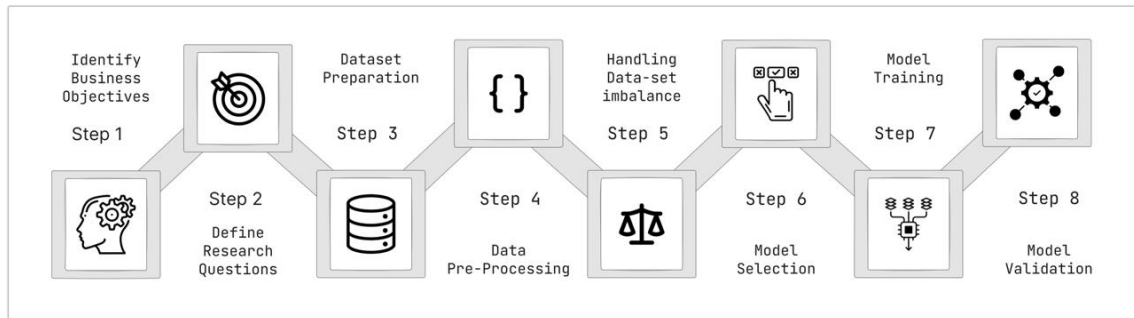 Identify
Business
Objectives
Step 1
Step 2
Define
Research
Questions
Dataset
Preparation
Step 3
Step 4
Data
Pre-Processing
Handling
Data-set
imbalance
Step 5
Step 6
Model
Selection
Model
Training
Step 7
Step 8
Model
Validation